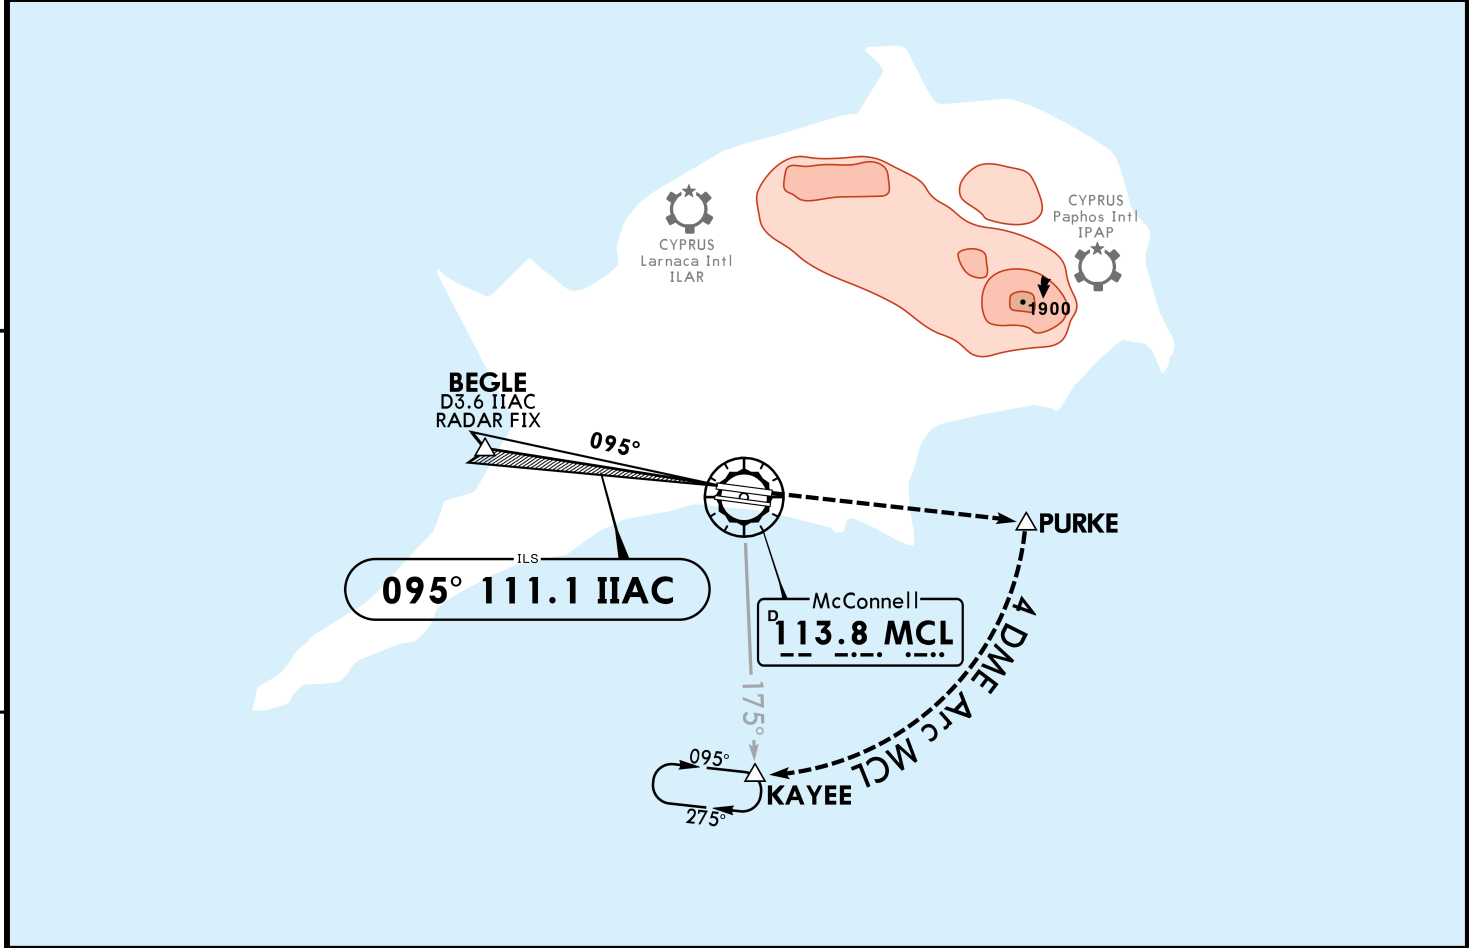 CYPRUS
Larnaca Intl
ILAR
CYPRUS
Paphos Intl
IPAP
1900
BEGLE
D3.6 IIAC
RADAR FIX
095°
ILS
095° 111.1 IIAC
PURKE
McConnell
D
113.8 MCL
4 DME Arc MCL
175°
095°
KAYEE
275°